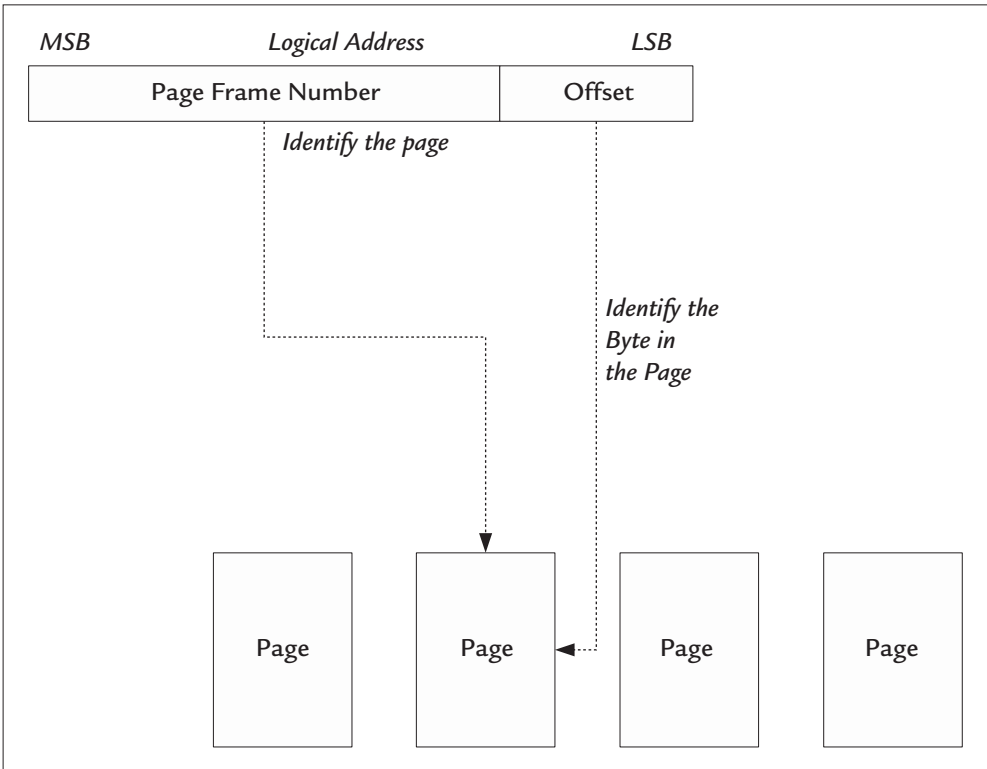 MSB Logical Address LSB
Page Frame Number Offset
Identify the page
Identify the
Byte in
the Page
Page Page Page Page